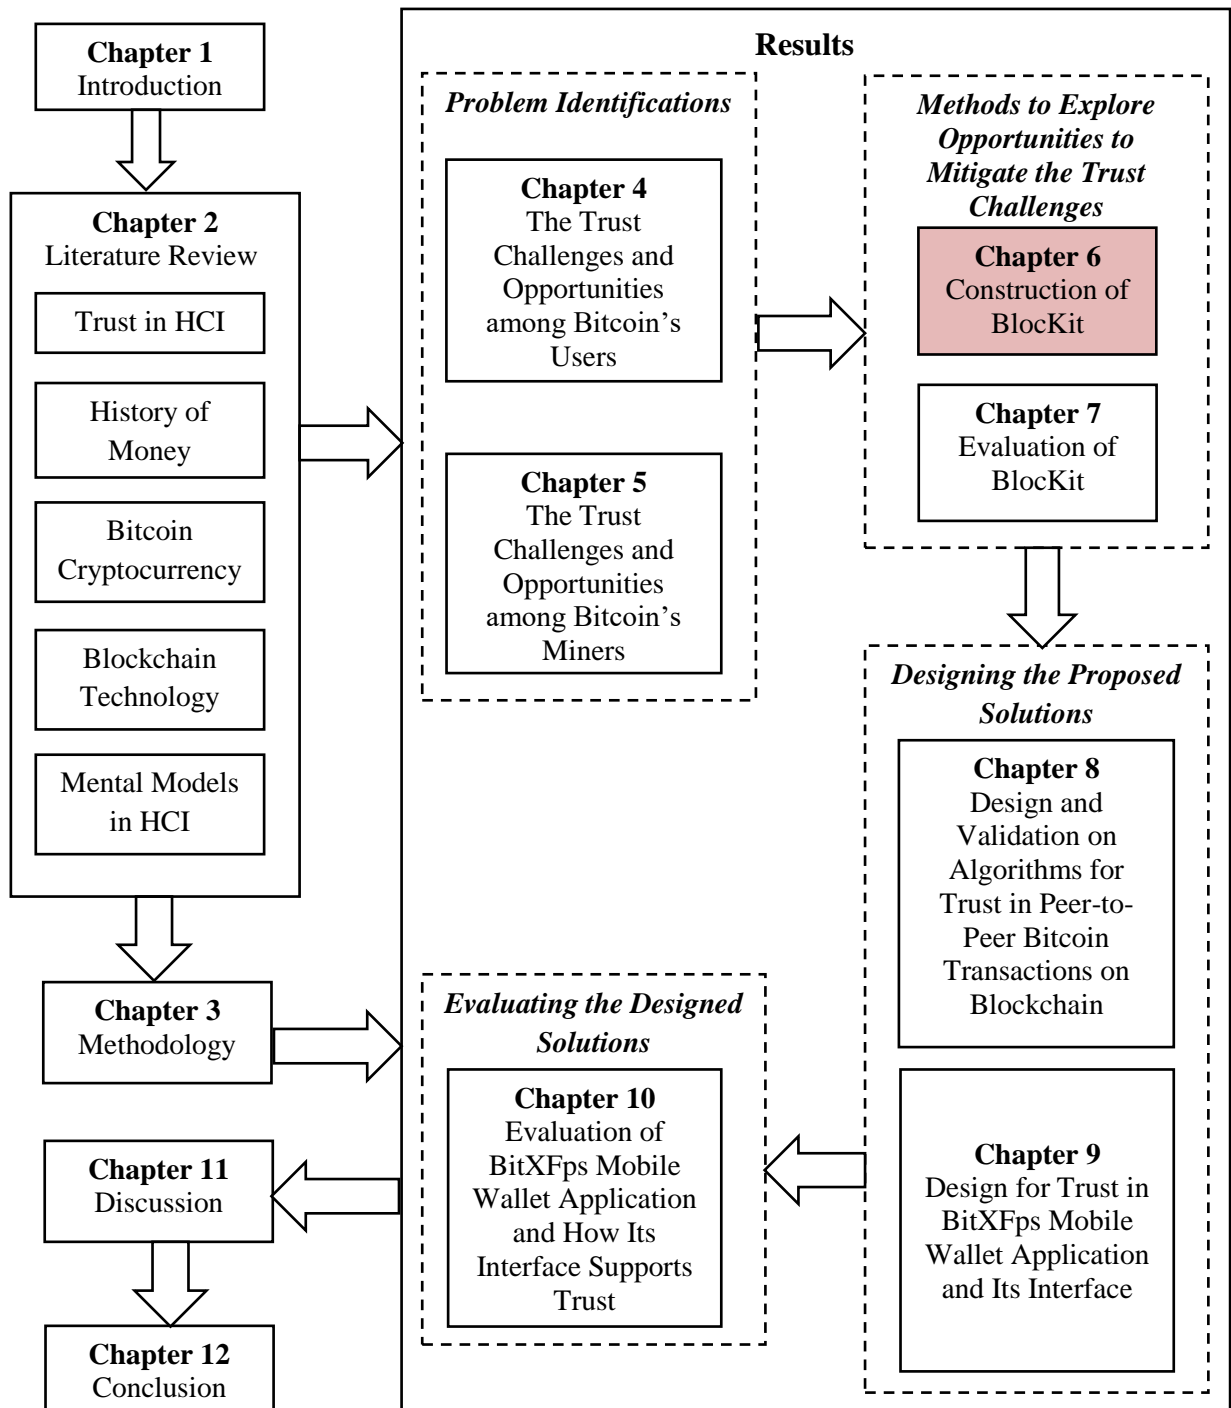 Chapter 1
Introduction
Chapter 2
Literature Review
Trust in HCI
History of
Money
Bitcoin
Cryptocurrency
Blockchain
Technology
Mental Models
in HCI
Chapter 3
Methodology
Results
Problem Identifications
Chapter 4
The Trust
Challenges and
Opportunities
among Bitcoin’s
Users
Chapter 5
The Trust
Challenges and
Opportunities
among Bitcoin’s
Miners
Methods to Explore
Opportunities to
Mitigate the Trust
Challenges
Chapter 6
Construction of
BlocKit
Chapter 7
Evaluation of
BlocKit
Designing the Proposed
Solutions
Chapter 8
Design and
Validation on
Algorithms for
Trust in Peer-to-
Peer Bitcoin
Transactions on
Blockchain
Chapter 9
Design for Trust in
BitXFps Mobile
Wallet Application
and Its Interface
Evaluating the Designed
Solutions
Chapter 10
Evaluation of
BitXFps Mobile
Wallet Application
and How Its
Interface Supports
Trust
Chapter 11
Discussion
Chapter 12
Conclusion